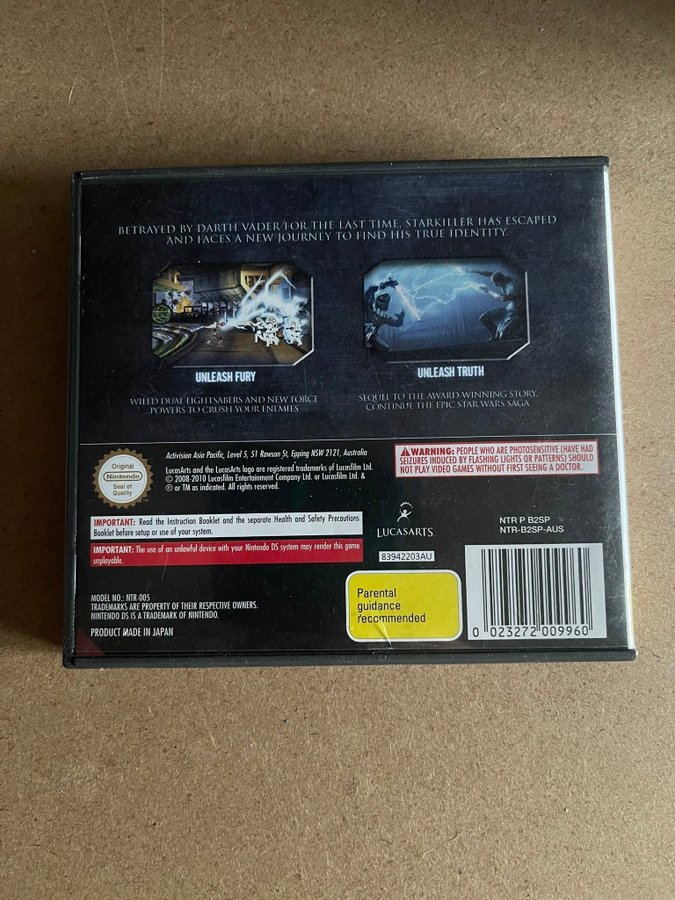 BETRAYED BY DARTH VADER FOR THE LAST TIME, STARKILLER HAS ESCAPED
AND FACES A NEW JOURNEY TO FIND HIS TRUE IDENTITY.
UNLEASH FURY
WIELD DUAL LIGHTSABERS AND NEW FORCE
POWERS TO CRUSH YOUR ENEMIES
UNLEASH TRUTH
SEQUEL TO THE AWARD-WINNING STORY.
CONTINUE THE EPIC STAR WARS SAGA
Original
Nintendo
Seal of
Quality
Activision Asia Pacific, Level 5, 51 Rawson St, Epping NSW 2121, Australia
LucasArts and the LucasArts logo are registered trademarks of Lucasfilm Ltd.
© 2008-2010 Lucasfilm Entertainment Company Ltd. or Lucasfilm Ltd. &
® or TM as indicated. All rights reserved.
WARNING: PEOPLE WHO ARE PHOTOSENSITIVE (HAVE HAD
SEIZURES INDUCED BY FLASHING LIGHTS OR PATTERNS) SHOULD
NOT PLAY VIDEO GAMES WITHOUT FIRST SEEING A DOCTOR.
IMPORTANT: Read the Instruction Booklet and the separate Health and Safety Precautions
Booklet before setup or use of your system.
IMPORTANT: The use of an unlawful device with your Nintendo DS system may render this game
unplayable.
LUCASARTS
83942203AU
NTR P B2SP
NTR-B2SP-AUS
MODEL NO.: NTR-005
TRADEMARKS ARE PROPERTY OF THEIR RESPECTIVE OWNERS.
NINTENDO DS IS A TRADEMARK OF NINTENDO.
PRODUCT MADE IN JAPAN
Parental
guidance
recommended
0 023272 009960